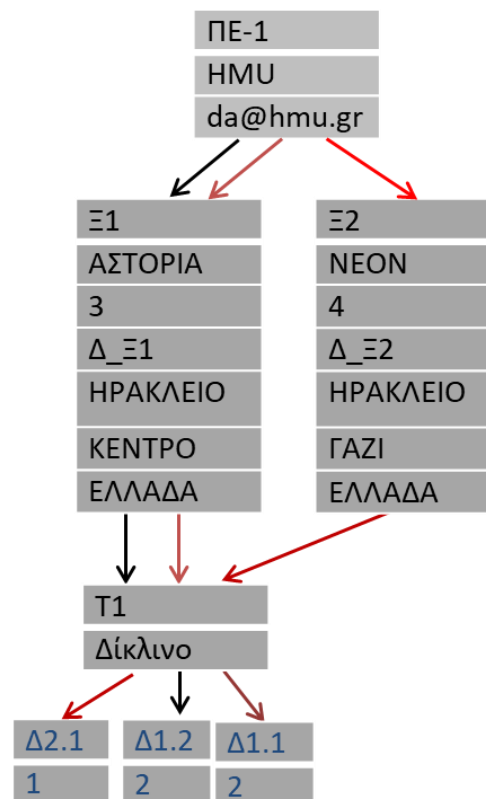 ΠΕ-1
HMU
da@hmu.gr
Ξ1
ΑΣΤΟΡΙΑ
3
Δ_Ξ1
ΗΡΑΚΛΕΙΟ
ΚΕΝΤΡΟ
ΕΛΛΑΔΑ
Ξ2
ΝΕΟΝ
4
Δ_Ξ2
ΗΡΑΚΛΕΙΟ
ΓΑΖΙ
ΕΛΛΑΔΑ
Τ1
Δίκλινο
Δ2.1
1
Δ1.2
2
Δ1.1
2